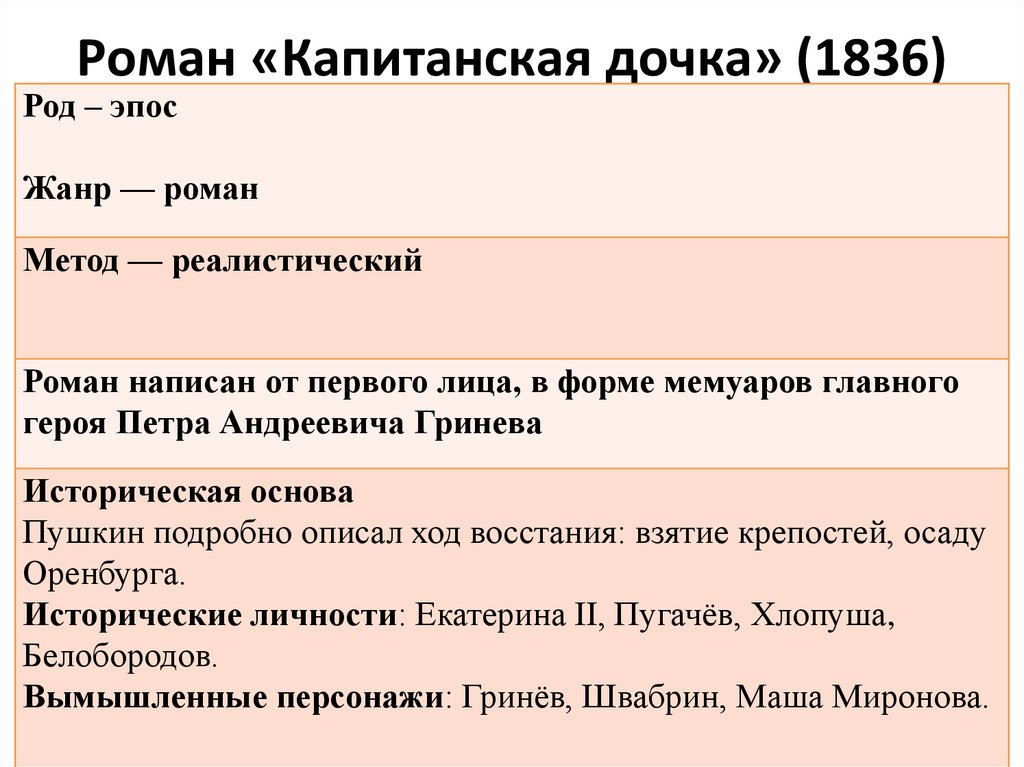 Роман «Капитанская дочка» (1836)
Род – эпос
Жанр — роман
Метод — реалистический
Роман написан от первого лица, в форме мемуаров главного
героя Петра Андреевича Гринева
Историческая основа
Пушкин подробно описал ход восстания: взятие крепостей, осаду
Оренбурга.
Исторические личности: Екатерина II, Пугачёв, Хлопуша,
Белобородов.
Вымышленные персонажи: Гринёв, Швабрин, Маша Миронова.